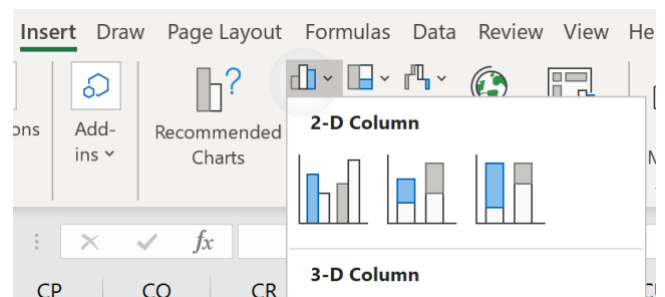 Insert Draw Page Layout Formulas Data Review View He
ons Add-ins Recommended Charts
2-D Column
fx
3-D Column
CP CQ CR